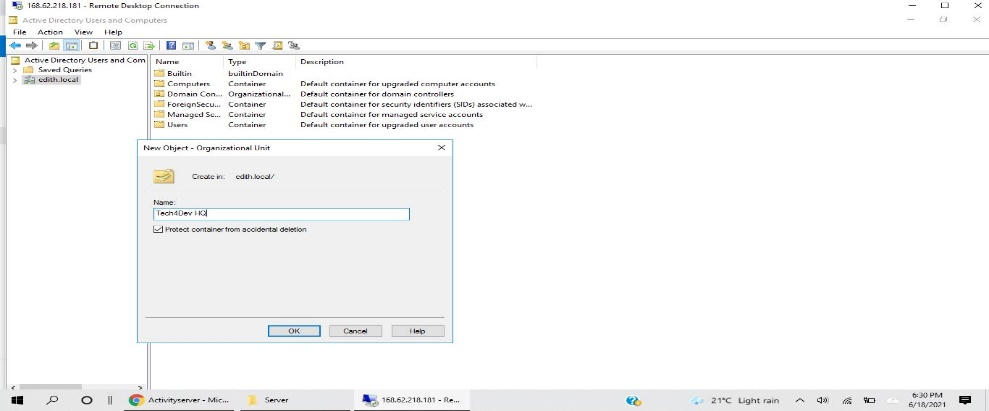 168.62.218.181 - Remote Desktop Connection
Active Directory Users and Computers
File Action View Help
Active Directory Users and Com
Saved Queries
edith.local
Name Type Description
Builtin builtinDomain
Computers Container Default container for upgraded computer accounts
Domain Con... Organizational... Default container for domain controllers
ForeignSecu... Container Default container for security identifiers (SIDs) associated w...
Managed Se... Container Default container for managed service accounts
Users Container Default container for upgraded user accounts
New Object - Organizational Unit
Create in: edith.local/
Name:
Tech4Dev HQ
Protect container from accidental deletion
OK Cancel Help
Activityserver - Mic... Server 168.62.218.181 - Re... 21°C Light rain 6:30 PM
6/18/2021